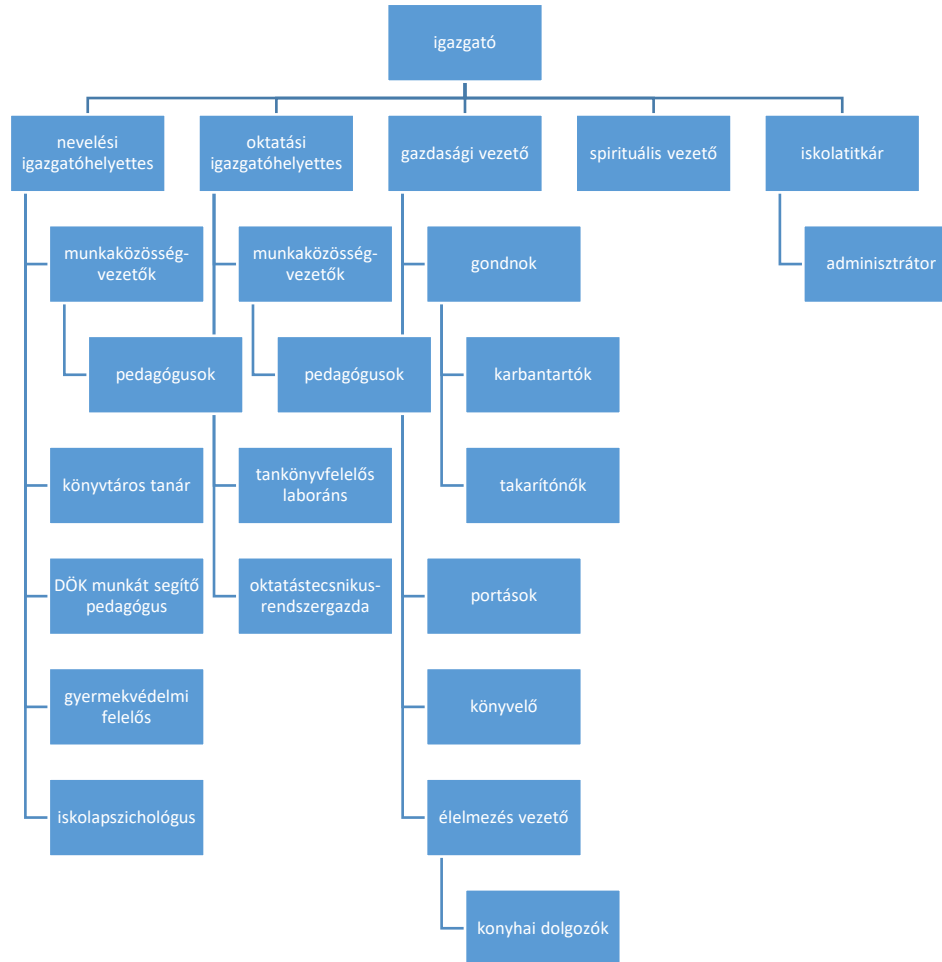 igazgató
nevelési
igazgatóhelyettes
oktatási
igazgatóhelyettes
gazdasági vezető
spirituális vezető
iskolatitkár
munkaközösség-
vezetők
munkaközösség-
vezetők
gondnok
adminisztrátor
pedagógusok
pedagógusok
karbantartók
könyvtáros tanár
tankönyvfelelős
laboráns
takarítónők
DÖK munkát segítő
pedagógus
oktatástecsnikus-
rendszergazda
portások
gyermekvédelmi
felelős
könyvelő
iskolapszichológus
élelmezés vezető
konyhai dolgozók